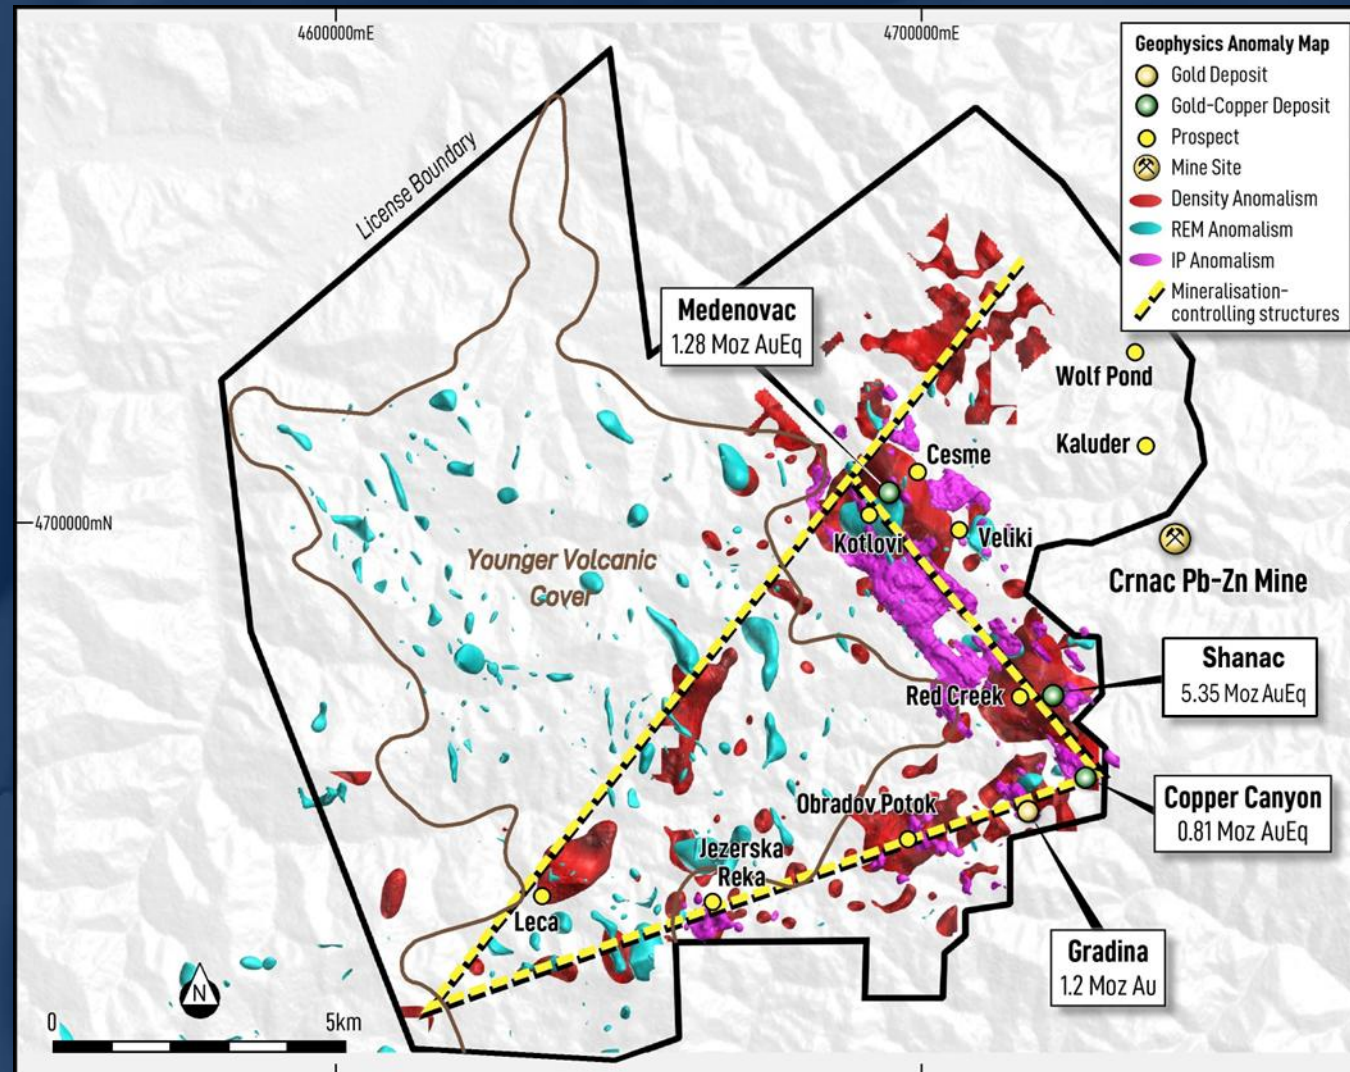 4600000mE
4700000mE
Geophysics Anomaly Map
Gold Deposit
Gold-Copper Deposit
Prospect
Mine Site
Density Anomalism
REM Anomalism
IP Anomalism
Mineralisation-
controlling structures
License Boundary
Medenovac
1.28 Moz AuEq
Wolf Pond
Kaluder
Cesme
4700000mN
Kotlovi
Veliki
Younger Volcanic
Cover
Crnac Pb-Zn Mine
Shanac
5.35 Moz AuEq
Red Creek
Copper Canyon
0.81 Moz AuEq
Obradov Potok
Jezerska
Reka
Leca
Gradina
1.2 Moz Au
N
0
5km